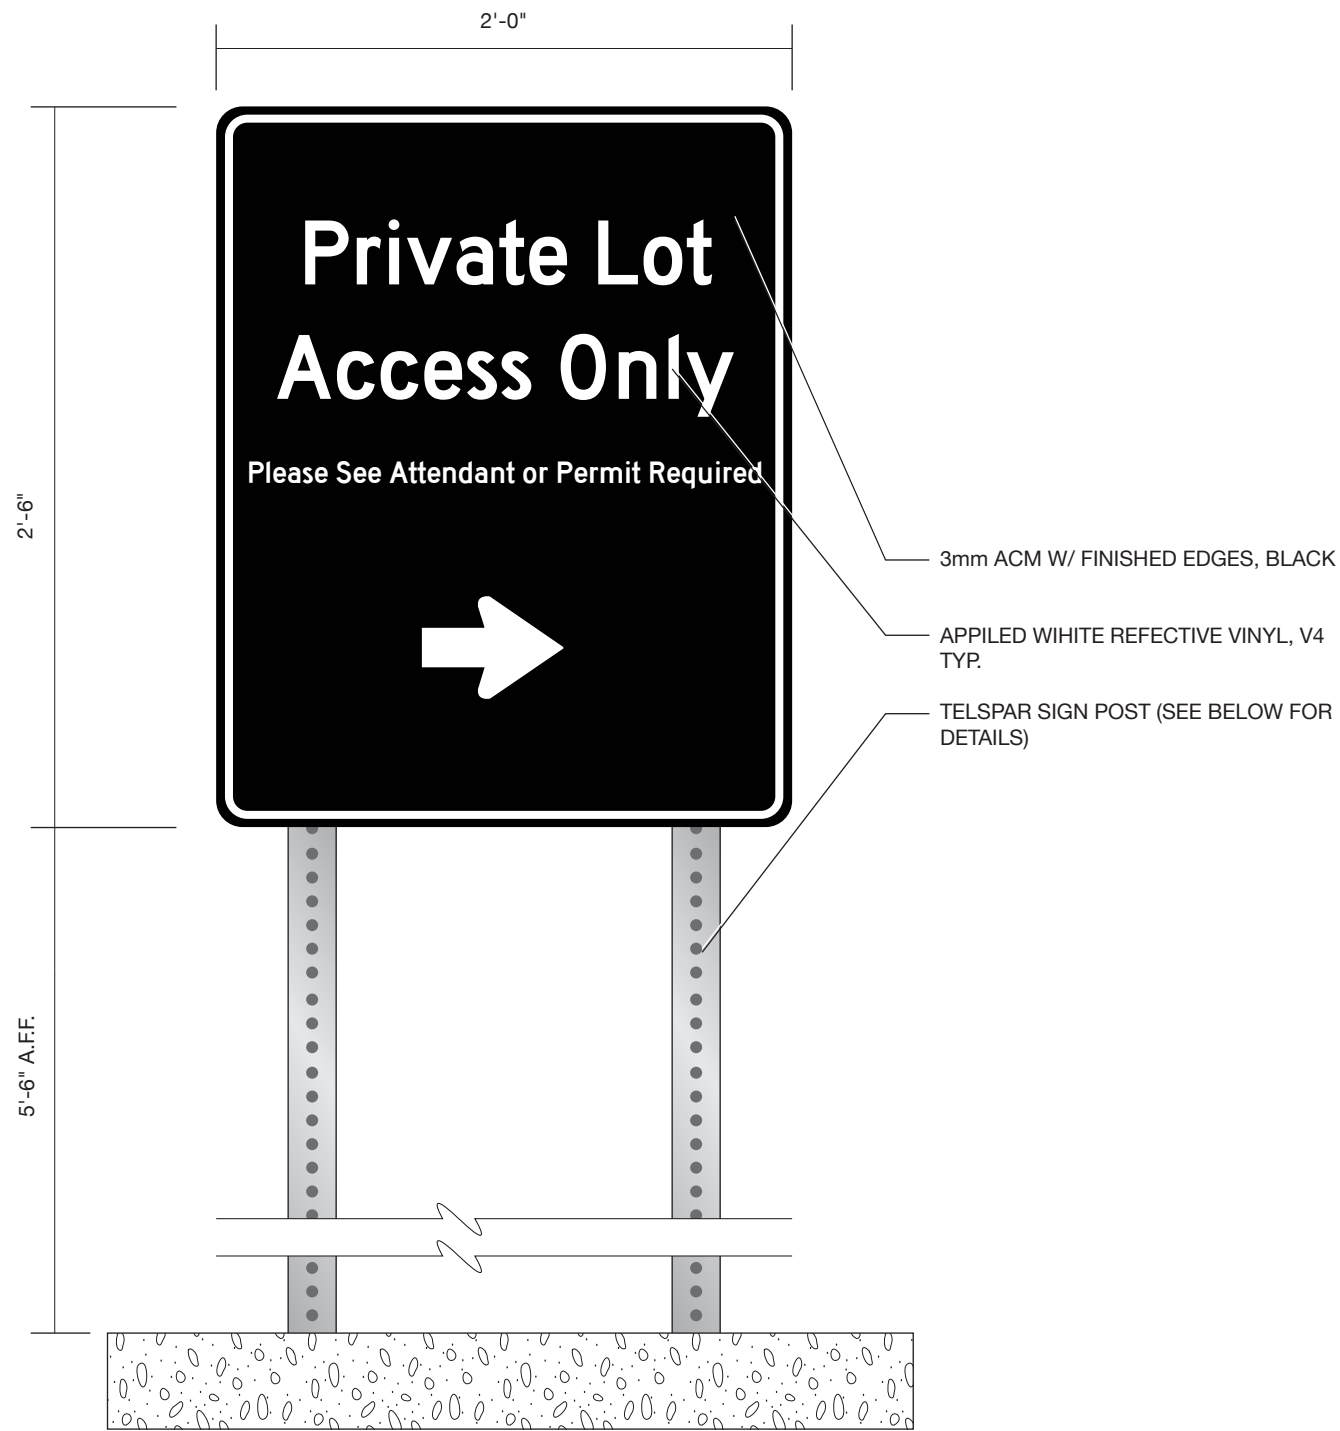 2'-0"
Private Lot
Access Only
Please See Attendant or Permit Required
2'-6"
3mm ACM W/ FINISHED EDGES, BLACK
APPILED WIHITE REFECTIVE VINYL, V4
TYP.
TELSPAR SIGN POST (SEE BELOW FOR
DETAILS)
5'-6" A.F.F.